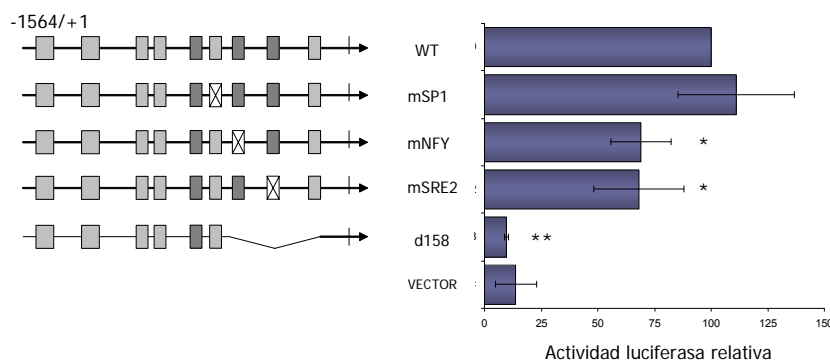 -1564/+1
WT
mSP1
mNFY *
mSRE2 *
d158 **
VECTOR
0 25 50 75 100 125 150
Actividad luciferasa relativa